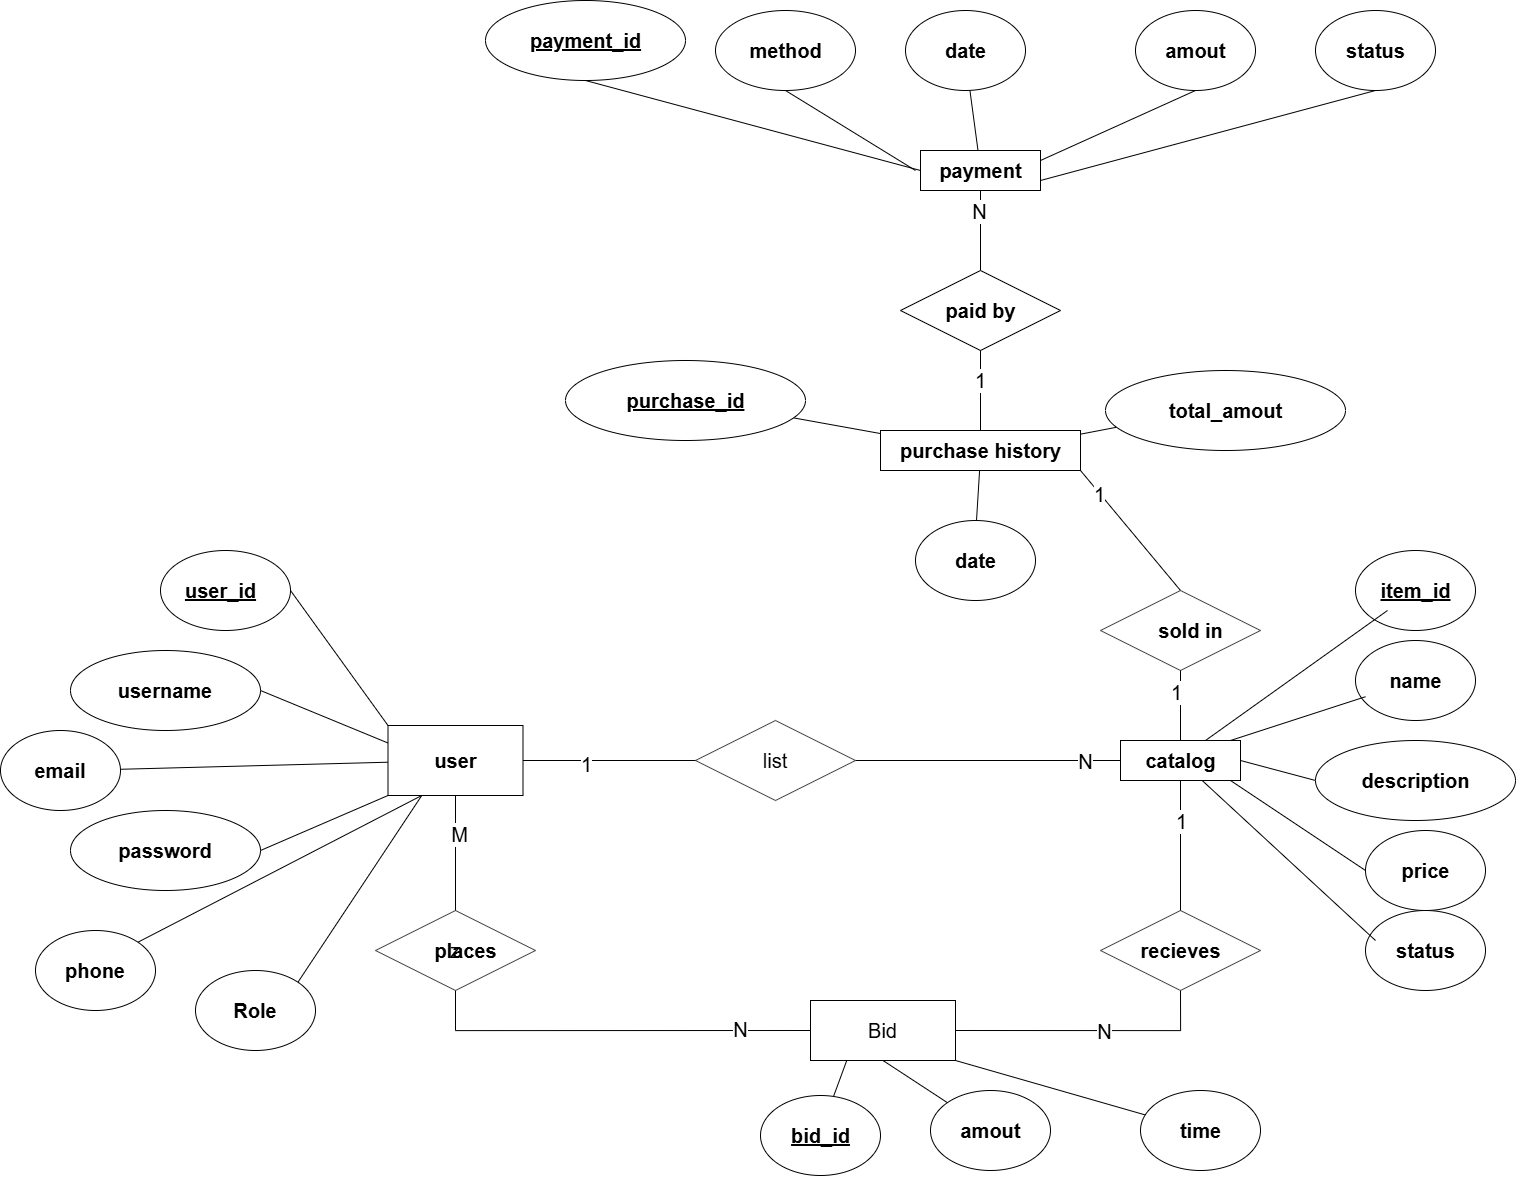 payment_id
method
date
amout
status
payment
N
paid by
1
purchase_id
total_amout
purchase history
1
date
user_id
item_id
sold in
username
name
1
user
1
list
N
catalog
email
description
M
1
password
price
places
z
recieves
status
phone
Role
N
Bid
N
bid_id
amout
time